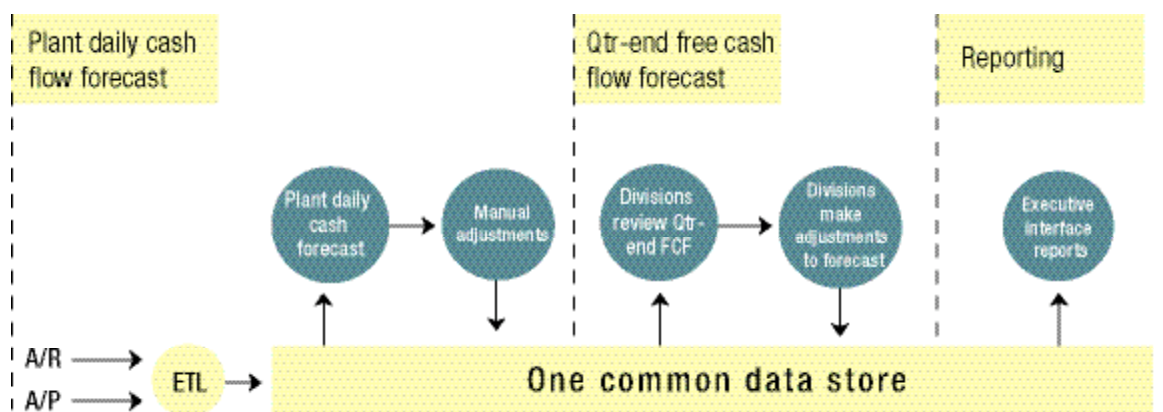 Plant daily cash
flow forecast
Qtr-end free cash
flow forecast
Reporting
Plant daily
cash
forecast
Manual
adjustments
Divisions
review Qtr-
end FCF
Divisions
make
adjustments
to forecast
Executive
interface
reports
A/R
A/P
ETL
One common data store